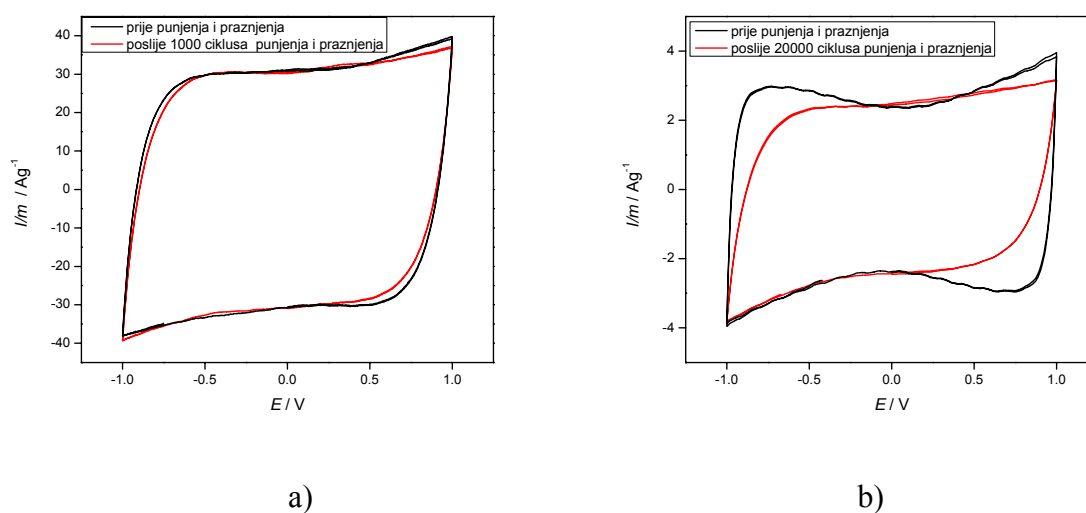 prije punjenja i praznjenja
poslije 1000 ciklusa punjenja i praznjenja
40
30
20
10
0
-10
-20
-30
-40
I/m / Ag⁻¹
-1.0 -0.5 0.0 0.5 1.0
E / V
a)
prije punjenja i praznjenja
poslije 20000 ciklusa punjenja i praznjenja
4
2
0
-2
-4
I/m / Ag⁻¹
-1.0 -0.5 0.0 0.5 1.0
E / V
b)